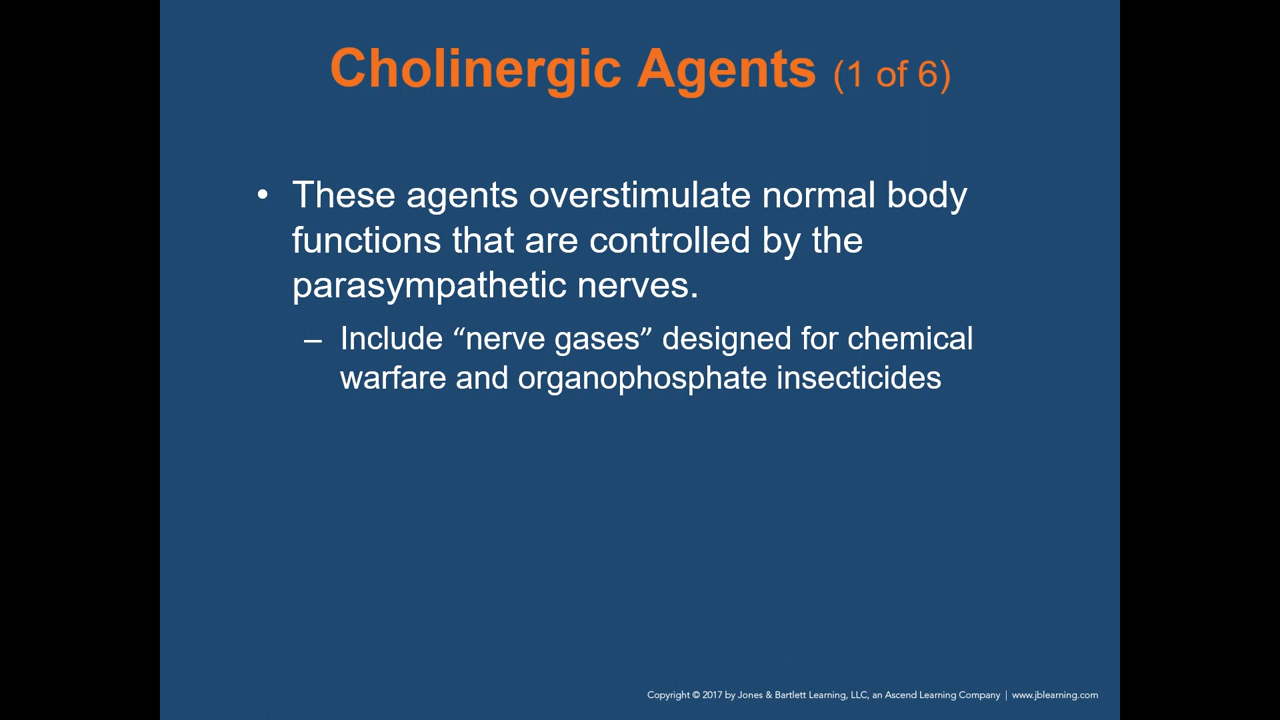 Cholinergic Agents (1 of 6)
• These agents overstimulate normal body
functions that are controlled by the
parasympathetic nerves.
– Include “nerve gases” designed for chemical
warfare and organophosphate insecticides
Copyright © 2017 by Jones & Bartlett Learning, LLC, an Ascend Learning Company | www.jblearning.com